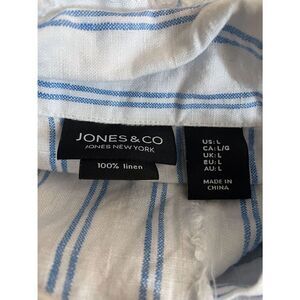 JONES & CO
JONES NEW YORK
100% linen
US: L
CA: L/G
UK: L
EU: L
AU: L
MADE IN
CHINA